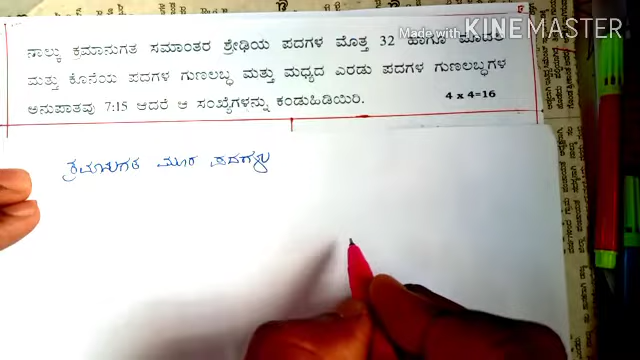 Made with KINEMASTER
ನಾಲ್ಕು ಕ್ರಮಾನುಗತ ಸಮಾಂತರ ಶ್ರೇಢಿಯ ಪದಗಳ ಮೊತ್ತ 32 ಹಾಗೂ ಮೊದಲ
ಮತ್ತು ಕೊನೆಯ ಪದಗಳ ಗುಣಲಬ್ಧ ಮತ್ತು ಮಧ್ಯದ ಎರಡು ಪದಗಳ ಗುಣಲಬ್ಧಗಳ
ಅನುಪಾತವು 7:15 ಆದರೆ ಆ ಸಂಖ್ಯೆಗಳನ್ನು ಕಂಡುಹಿಡಿಯಿರಿ. 4 x 4=16
ಕ್ರಮಾನುಗತ ಮೂರ ಪದಗಳು